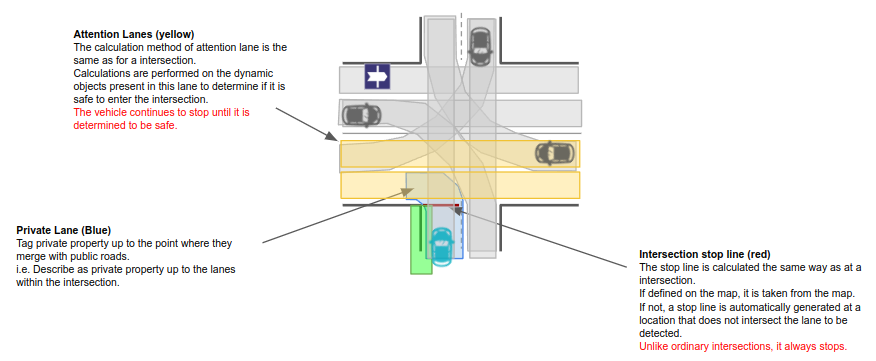 Attention Lanes (yellow)
The calculation method of attention lane is the
same as for a intersection.
Calculations are performed on the dynamic
objects present in this lane to determine if it is
safe to enter the intersection.
The vehicle continues to stop until it is
determined to be safe.
Private Lane (Blue)
Tag private property up to the point where they
merge with public roads.
i.e. Describe as private property up to the lanes
within the intersection.
Intersection stop line (red)
The stop line is calculated the same way as at a
intersection.
If defined on the map, it is taken from the map.
If not, a stop line is automatically generated at a
location that does not intersect the lane to be
detected.
Unlike ordinary intersections, it always stops.